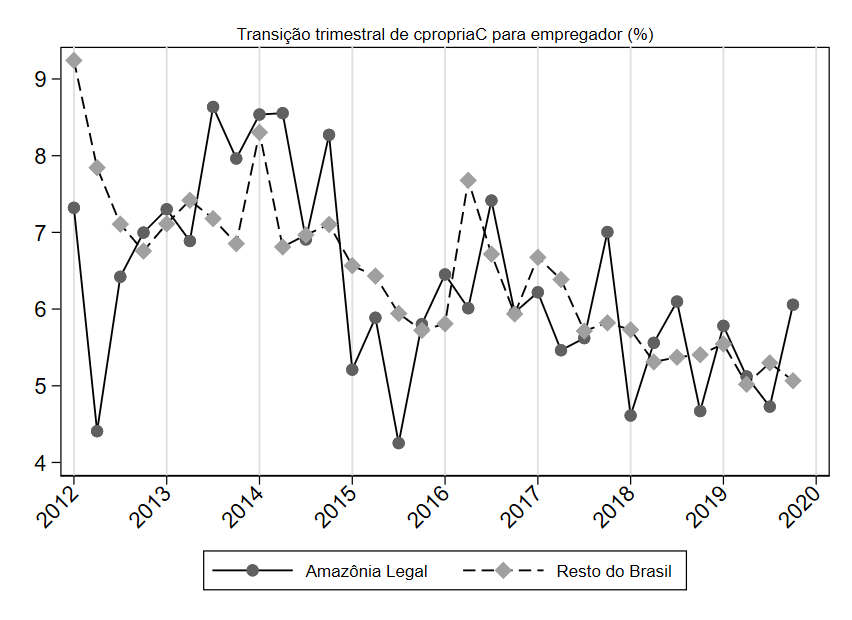 Transição trimestral de cpropriaC para empregador (%)
9
8
7
6
5
4
2012 2013 2014 2015 2016 2017 2018 2019 2020
Amazônia Legal Resto do Brasil